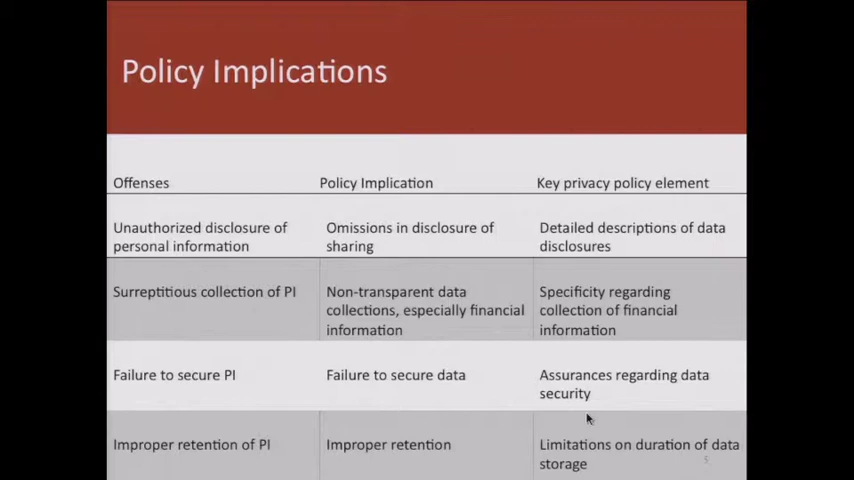 Policy Implications
Offenses
Policy Implication
Key privacy policy element
Unauthorized disclosure of
personal information
Omissions in disclosure of
sharing
Detailed descriptions of data
disclosures
Surreptitious collection of PI
Non-transparent data
collections, especially financial
information
Specificity regarding
collection of financial
information
Failure to secure PI
Failure to secure data
Assurances regarding data
security
Improper retention of PI
Improper retention
Limitations on duration of data
storage
5